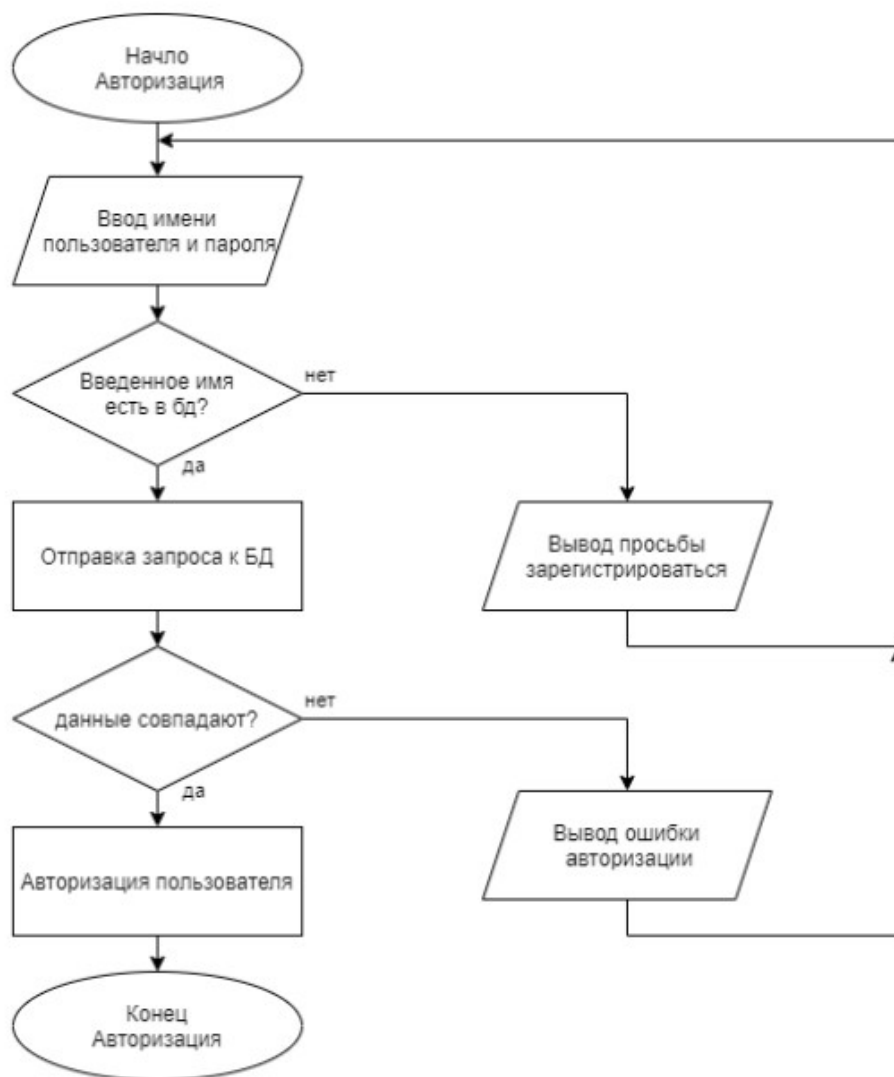 Начло
Авторизация
Ввод имени
пользователя и пароля
Введенное имя
есть в бд?
нет
да
Отправка запроса к БД
Вывод просьбы
зарегистрироваться
данные совпадают?
нет
да
Авторизация пользователя
Вывод ошибки
авторизации
Конец
Авторизация